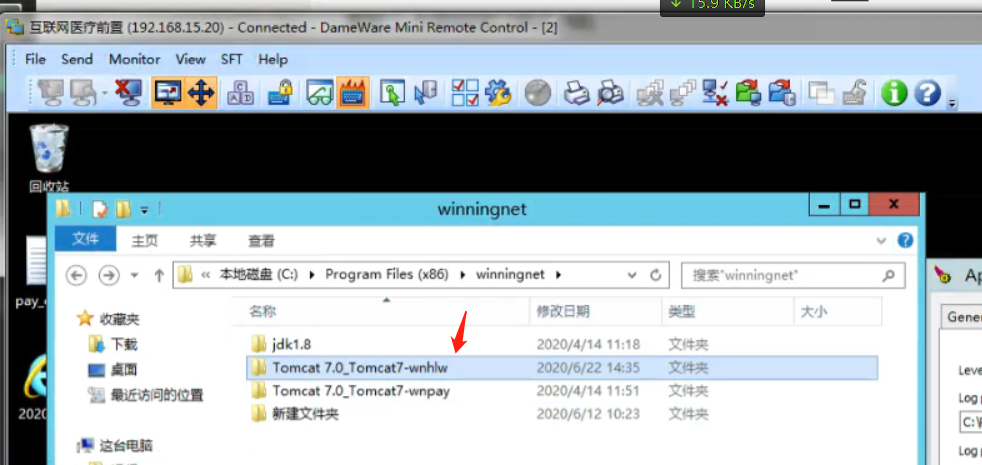 ↓ 15.9 KB/s
互联网医疗前置 (192.168.15.20) - Connected - DameWare Mini Remote Control - [2]
File Send Monitor View SFT Help
回收站
winningnet
文件 主页 共享 查看
« 本地磁盘 (C:) Program Files (x86) winningnet
搜索"winningnet"
名称 修改日期 类型 大小
收藏夹
下载
桌面
最近访问的位置
这台电脑
jdk1.8 2020/4/14 11:18 文件夹
Tomcat 7.0_Tomcat7-wnhlw 2020/6/22 14:35 文件夹
Tomcat 7.0_Tomcat7-wnpay 2020/4/14 11:51 文件夹
新建文件夹 2020/6/12 10:23 文件夹
pay_
2020
Ap
Gener
Leve
Log
C:\
Log